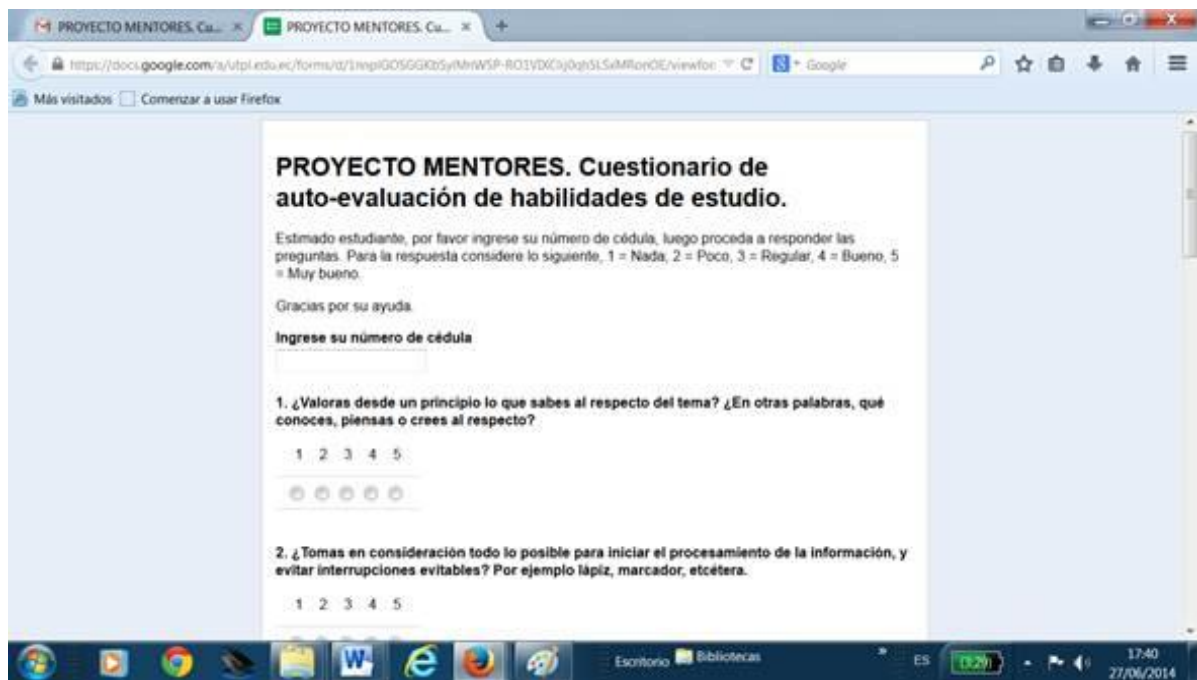 PROYECTO MENTORES. Cu...
PROYECTO MENTORES. Cu...
Google
Más visitados
Comenzar a usar Firefox
PROYECTO MENTORES. Cuestionario de
auto-evaluación de habilidades de estudio.
Estimado estudiante, por favor ingrese su número de cédula, luego proceda a responder las
preguntas. Para la respuesta considere lo siguiente, 1 = Nada, 2 = Poco, 3 = Regular, 4 = Bueno, 5
= Muy bueno.
Gracias por su ayuda.
Ingrese su número de cédula
1. ¿Valoras desde un principio lo que sabes al respecto del tema? ¿En otras palabras, qué
conoces, piensas o crees al respecto?
1 2 3 4 5
2. ¿Tomas en consideración todo lo posible para iniciar el procesamiento de la información, y
evitar interrupciones evitables? Por ejemplo lápiz, marcador, etcétera.
1 2 3 4 5
Escritorio
Bibliotecas
ES
17:40
27/06/2014